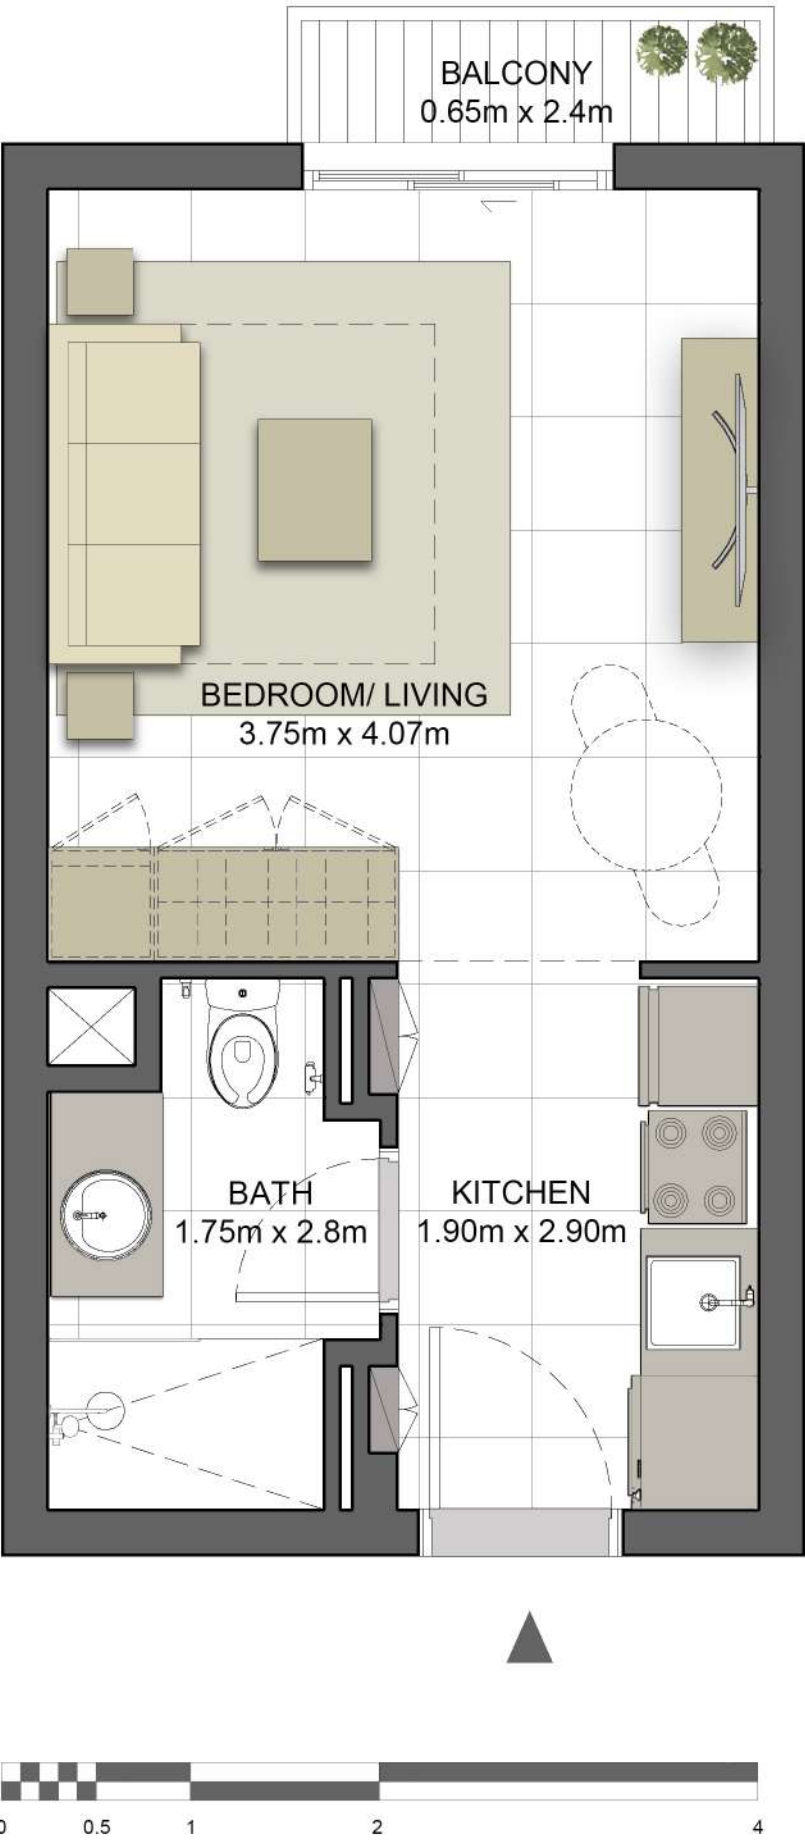 BALCONY
0.65m x 2.4m
BEDROOM/ LIVING
3.75m x 4.07m
BATH
1.75m x 2.8m
KITCHEN
1.90m x 2.90m
0 0.5 1 2 4